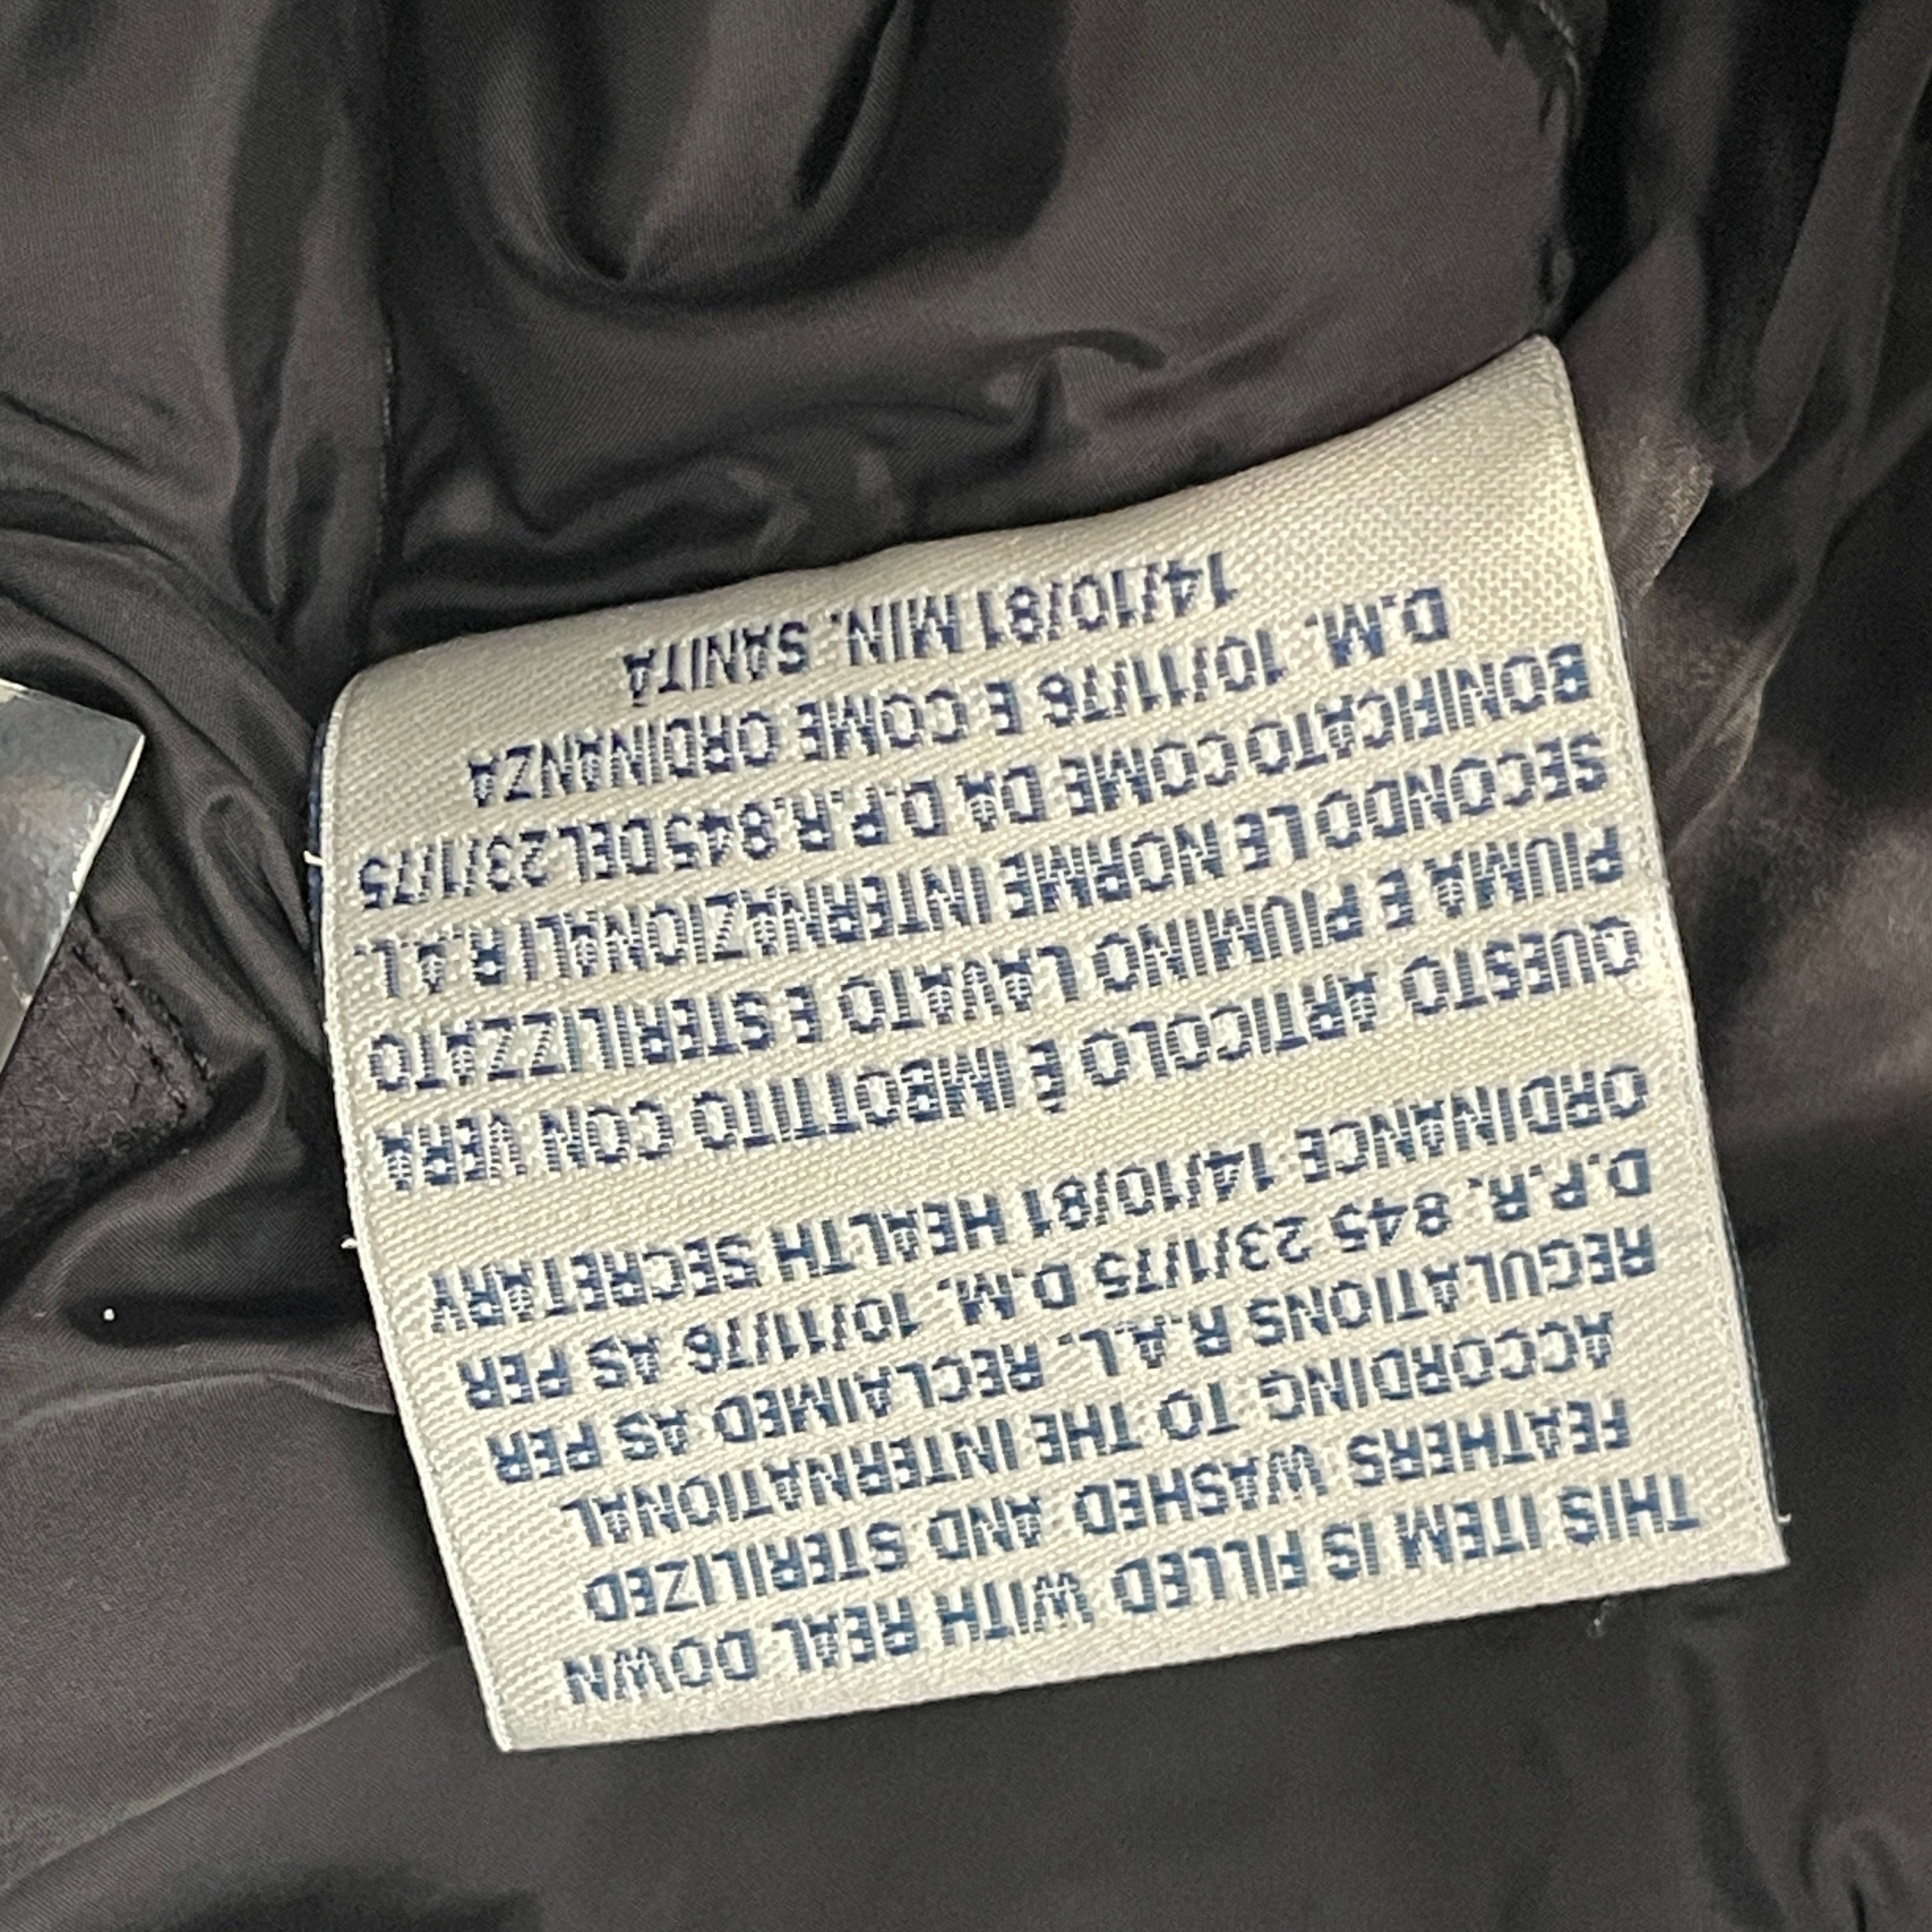 THIS ITEM IS FILLED WITH REAL DOWN
FEATHERS WASHED AND STERILIZED
ACCORDING TO THE INTERNATIONAL
REGULATIONS R.A.L. RECLAIMED AS PER
D.P.R. 845 23/1/75 D.M. 10/11/76 AS PER
ORDINANCE 14/10/81 HEALTH SECRETARY
QUESTO ARTICOLO É IMBOTTITO CON VERA
PIUMA E PIUMINO LAVATO E STERILIZZATO
SECONDO LE NORME INTERNAZIONALI R.A.L.
BONIFICATO COME DA D.P.R. 845 DEL 23/1/75
D.M. 10/11/76 E COME ORDINANZA
14/10/81 MIN. SANITÁ